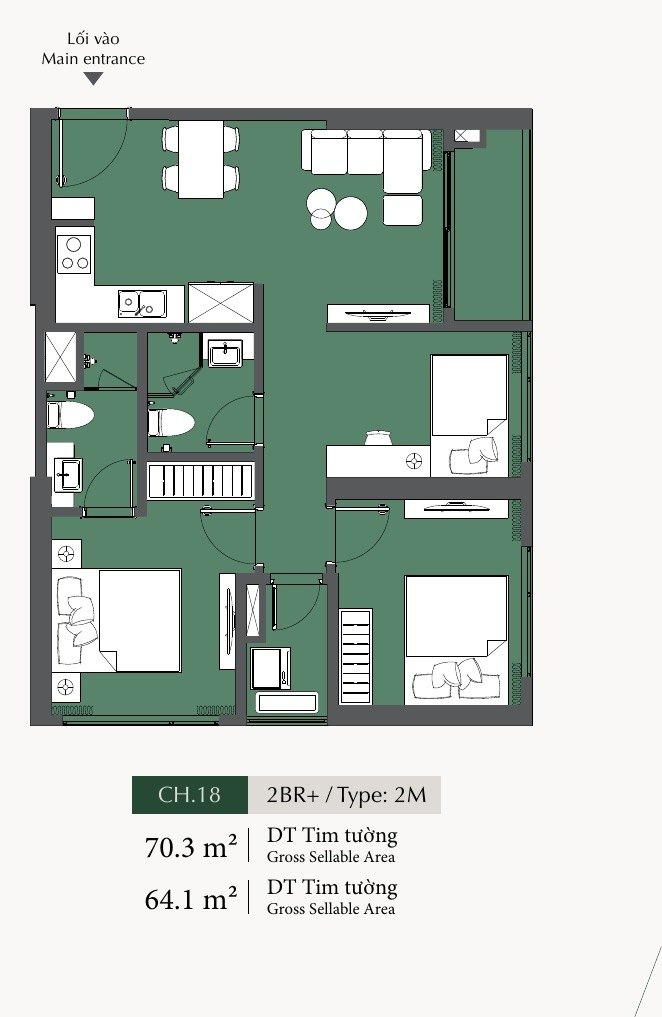 Lối vào
Main entrance
CH.18
2BR+ / Type: 2M
70.3 m²
DT Tim tường
Gross Sellable Area
64.1 m²
DT Tim tường
Gross Sellable Area